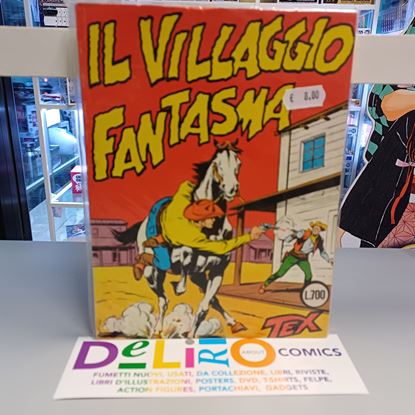 IL VILLAGGIO
FANTASMA
€ 8.00
L.700
TEX
DeLiRiO ABOUT COMICS
FUMETTI NUOVI, USATI, DA COLLEZIONE, LIBRI, RIVISTE,
LIBRI D'ILLUSTRAZIONI, POSTERS, DVD, T-SHIRTS, FELPE,
ACTION FIGURES, PORTACHIAVI, GADGETS